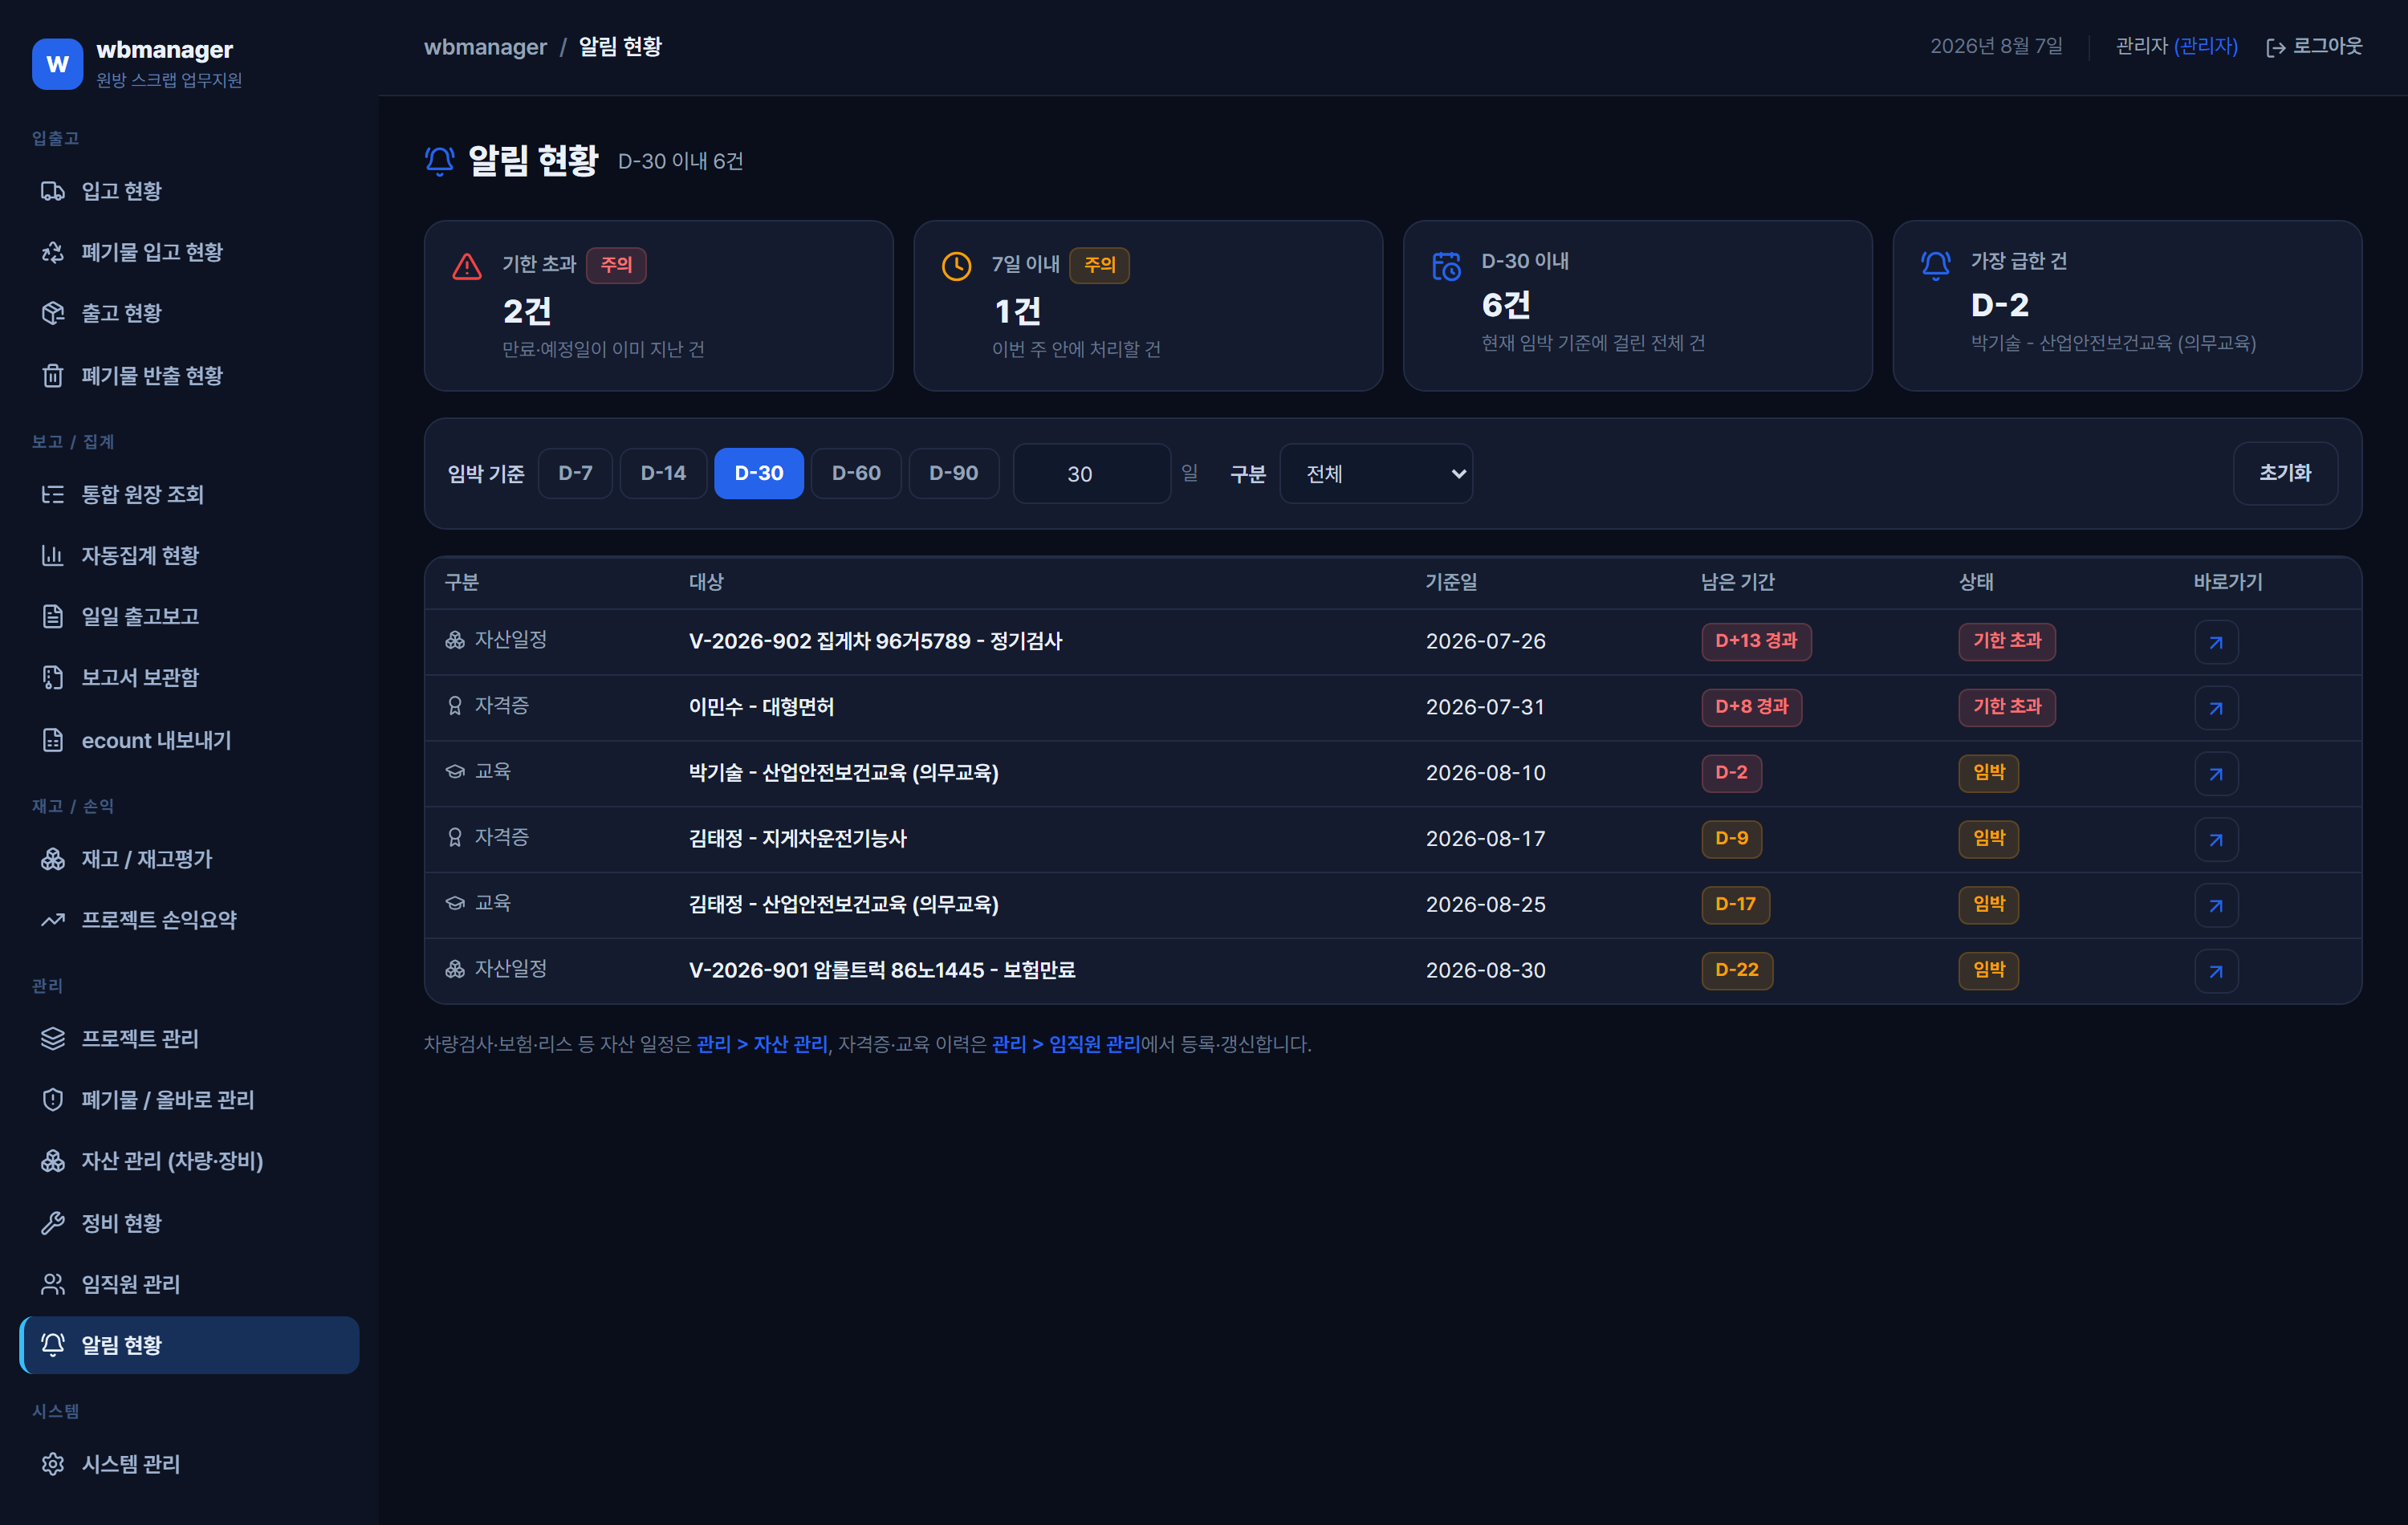 W
wbmanager
원방 스크랩 업무지원
입출고
입고 현황
폐기물 입고 현황
출고 현황
폐기물 반출 현황
보고 / 집계
통합 원장 조회
자동집계 현황
일일 출고보고
보고서 보관함
ecount 내보내기
재고 / 손익
재고 / 재고평가
프로젝트 손익요약
관리
프로젝트 관리
폐기물 / 올바로 관리
자산 관리 (차량·장비)
정비 현황
임직원 관리
알림 현황
시스템
시스템 관리
wbmanager / 알림 현황
2026년 8월 7일 관리자 (관리자) 로그아웃
알림 현황 D-30 이내 6건
기한 초과 주의
2건
만료·예정일이 이미 지난 건
7일 이내 주의
1건
이번 주 안에 처리할 건
D-30 이내
6건
현재 임박 기준에 걸린 전체 건
가장 급한 건
D-2
박기술 - 산업안전보건교육 (의무교육)
임박 기준 D-7 D-14 D-30 D-60 D-90 30 일 구분 전체 초기화
구분 대상 기준일 남은 기간 상태 바로가기
자산일정 V-2026-902 집게차 96거5789 - 정기검사 2026-07-26 D+13 경과 기한 초과
자격증 이민수 - 대형면허 2026-07-31 D+8 경과 기한 초과
교육 박기술 - 산업안전보건교육 (의무교육) 2026-08-10 D-2 임박
자격증 김태정 - 지게차운전기능사 2026-08-17 D-9 임박
교육 김태정 - 산업안전보건교육 (의무교육) 2026-08-25 D-17 임박
자산일정 V-2026-901 암롤트럭 86노1445 - 보험만료 2026-08-30 D-22 임박
차량검사·보험·리스 등 자산 일정은 관리 > 자산 관리, 자격증·교육 이력은 관리 > 임직원 관리에서 등록·갱신합니다.